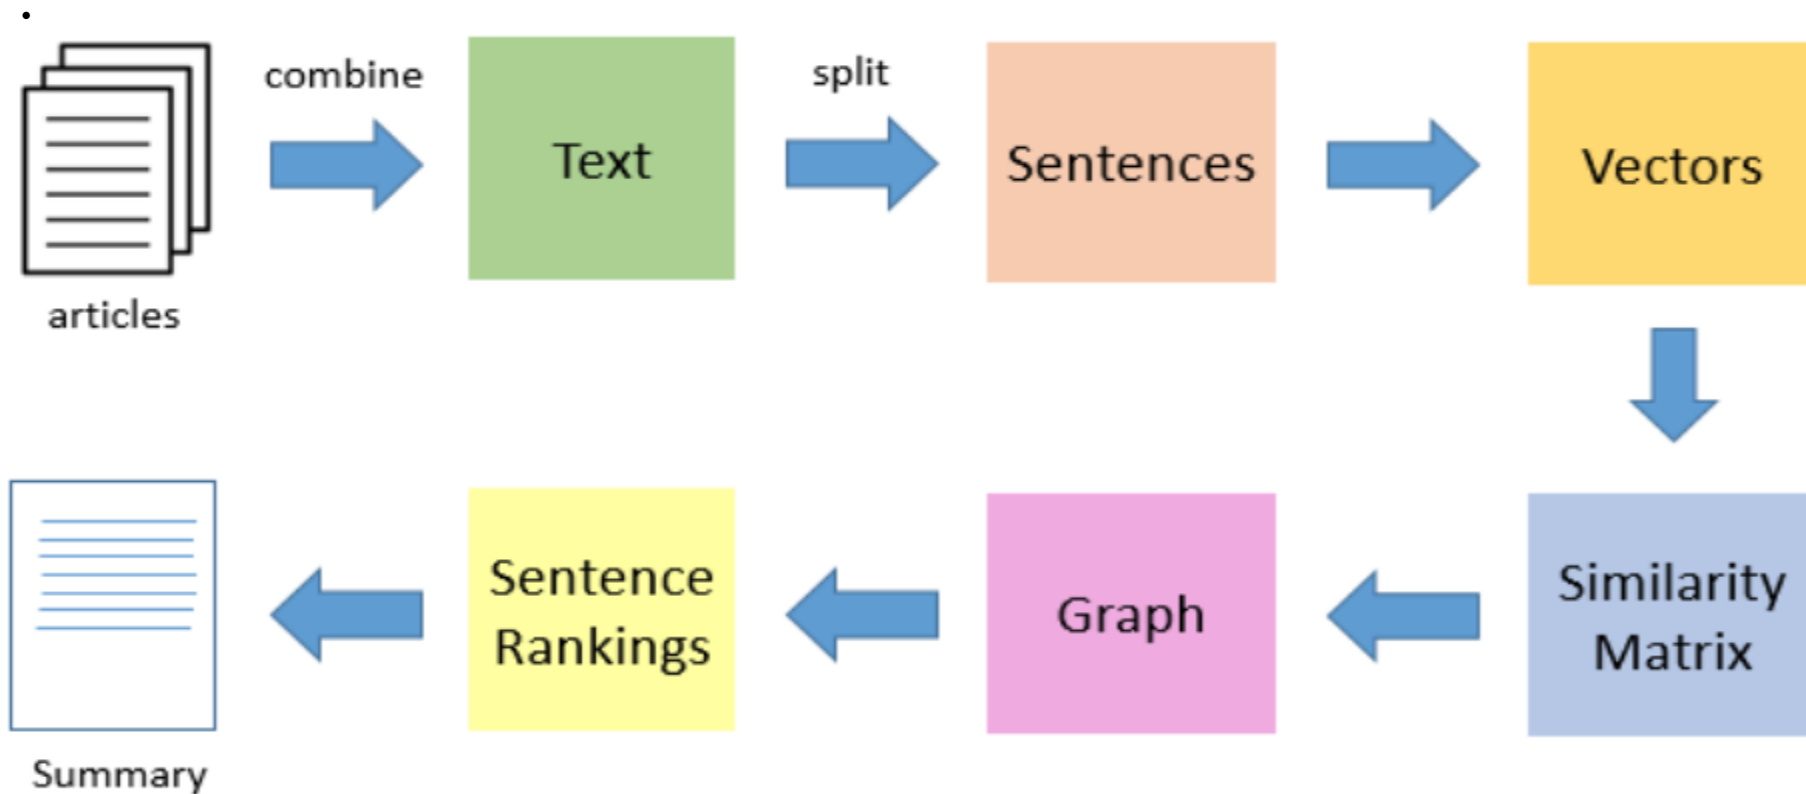 combine
split
Text
Sentences
Vectors
articles
Similarity
Matrix
Graph
Sentence
Rankings
Summary